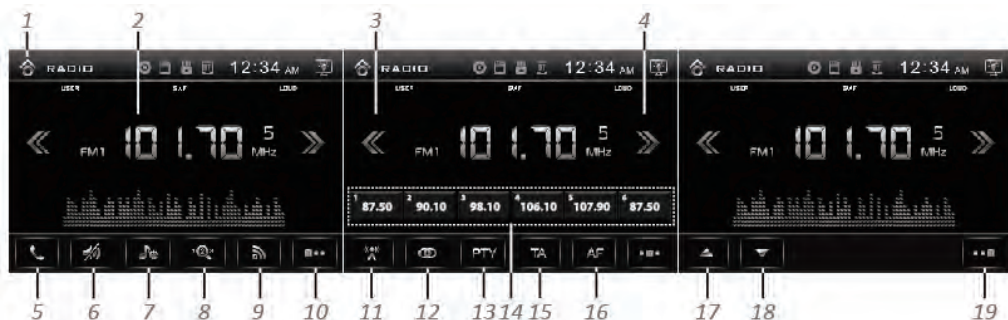 1 2 3 4
RADIO 12:34 AM RADIO 12:34 AM RADIO 12:34 AM
USER LOUD USER LOUD USER LOUD
FM1 101.70 5 MHz FM1 101.70 5 MHz FM1 101.70 5 MHz
1 87.50 2 90.10 3 98.10 4 106.10 5 107.90 6 87.50
PTY TA AF
5 6 7 8 9 10 11 12 13 14 15 16 17 18 19